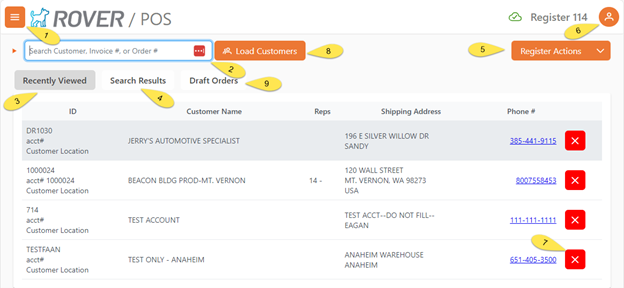 ROVER / POS
Register 114
1
6
Search Customer, Invoice #, or Order #
Load Customers
Register Actions
2
8
5
Recently Viewed
Search Results
Draft Orders
3
4
9
ID
Customer Name
Reps
Shipping Address
Phone #
DR1030
acct#
Customer Location
JERRY'S AUTOMOTIVE SPECIALIST
196 E SILVER WILLOW DR
SANDY
385-441-9115
1000024
acct# 1000024
Customer Location
BEACON BLDG PROD-MT. VERNON
14 -
120 WALL STREET
MT. VERNON, WA 98273
USA
8007558453
714
acct#
Customer Location
TEST ACCOUNT
TEST ACCT--DO NOT FILL--
EAGAN
111-111-1111
7
TESTFAAN
acct#
Customer Location
TEST ONLY - ANAHEIM
ANAHEIM WAREHOUSE
ANAHEIM
651-405-3500